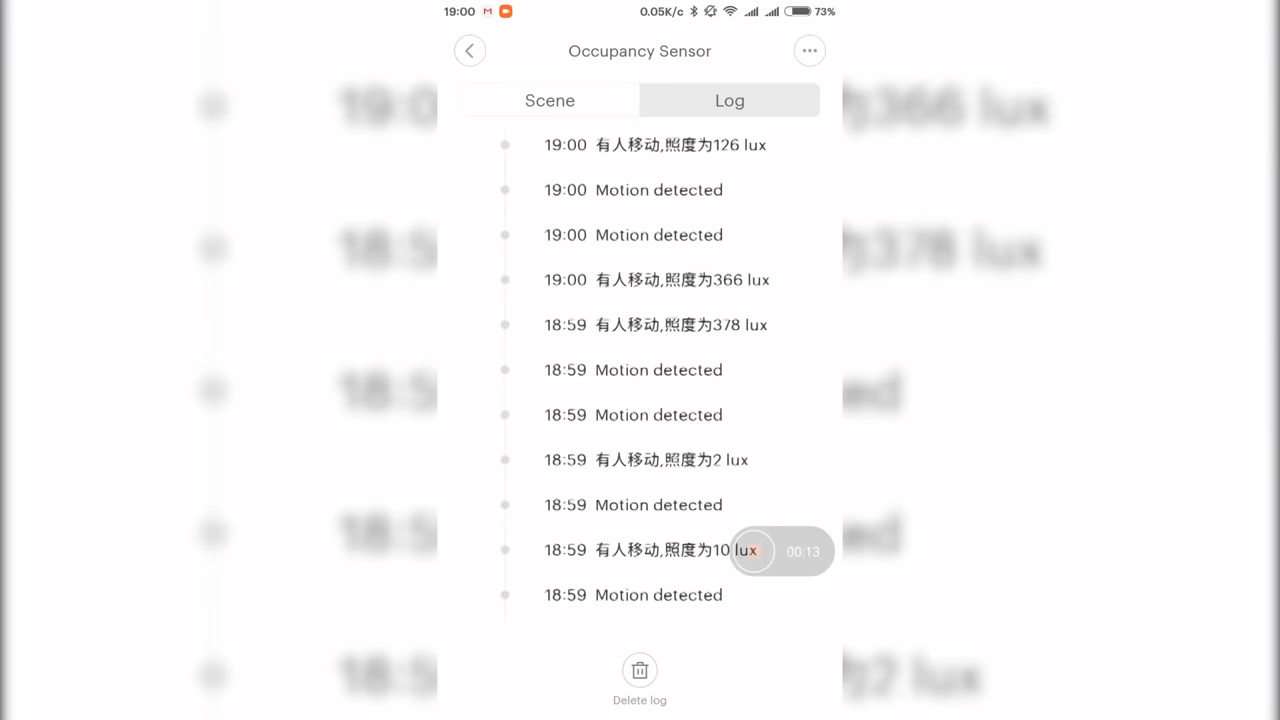 19:00 0.05K/c 73%
Occupancy Sensor
Scene Log
19:00 有人移动,照度为126 lux
19:00 Motion detected
19:00 Motion detected
19:00 有人移动,照度为366 lux
18:59 有人移动,照度为378 lux
18:59 Motion detected
18:59 Motion detected
18:59 有人移动,照度为2 lux
18:59 Motion detected
18:59 有人移动,照度为10 lux
00:13
18:59 Motion detected
Delete log